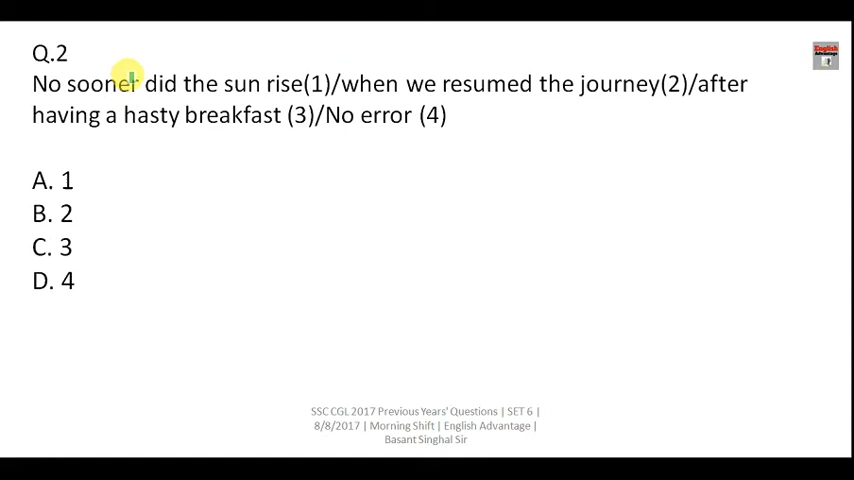 Q.2
No sooner did the sun rise(1)/when we resumed the journey(2)/after
having a hasty breakfast (3)/No error (4)
A. 1
B. 2
C. 3
D. 4
English
Advantage
SSC CGL 2017 Previous Years' Questions | SET 6 |
8/8/2017 | Morning Shift | English Advantage |
Basant Singhal Sir